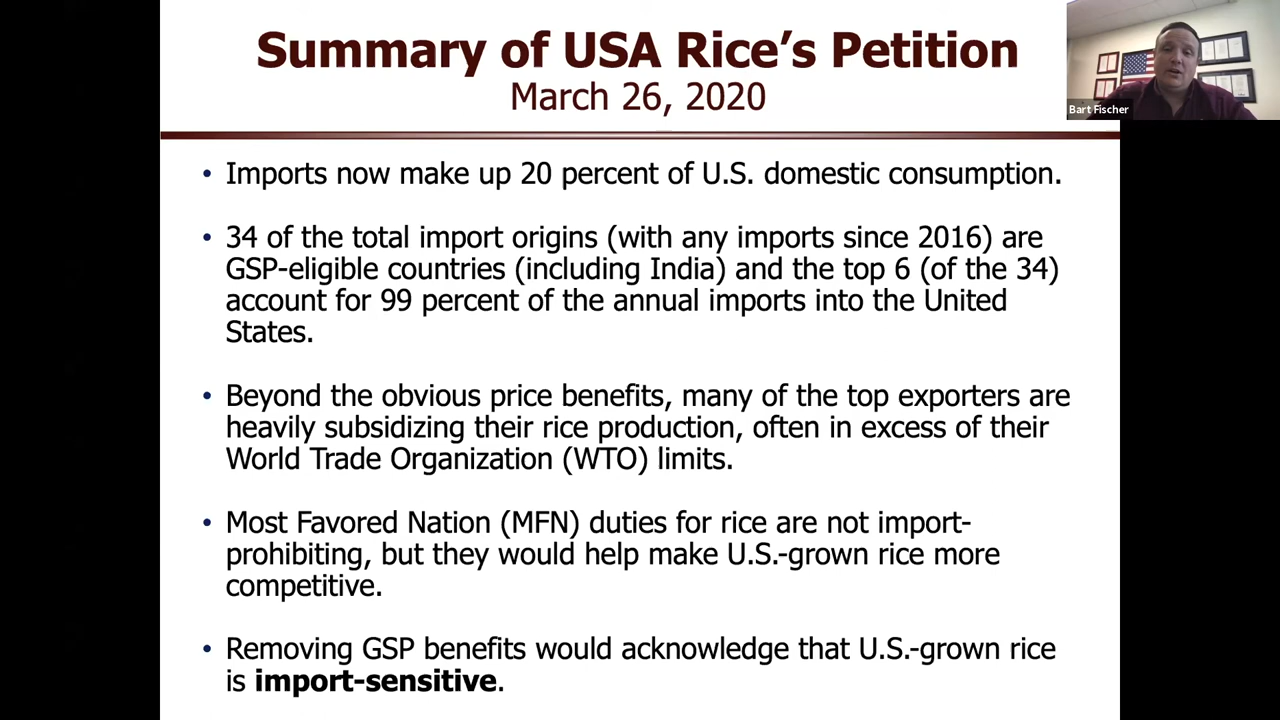 Summary of USA Rice's Petition
March 26, 2020
Bart Fischer
• Imports now make up 20 percent of U.S. domestic consumption.
• 34 of the total import origins (with any imports since 2016) are
GSP-eligible countries (including India) and the top 6 (of the 34)
account for 99 percent of the annual imports into the United
States.
• Beyond the obvious price benefits, many of the top exporters are
heavily subsidizing their rice production, often in excess of their
World Trade Organization (WTO) limits.
• Most Favored Nation (MFN) duties for rice are not import-
prohibiting, but they would help make U.S.-grown rice more
competitive.
• Removing GSP benefits would acknowledge that U.S.-grown rice
is import-sensitive.